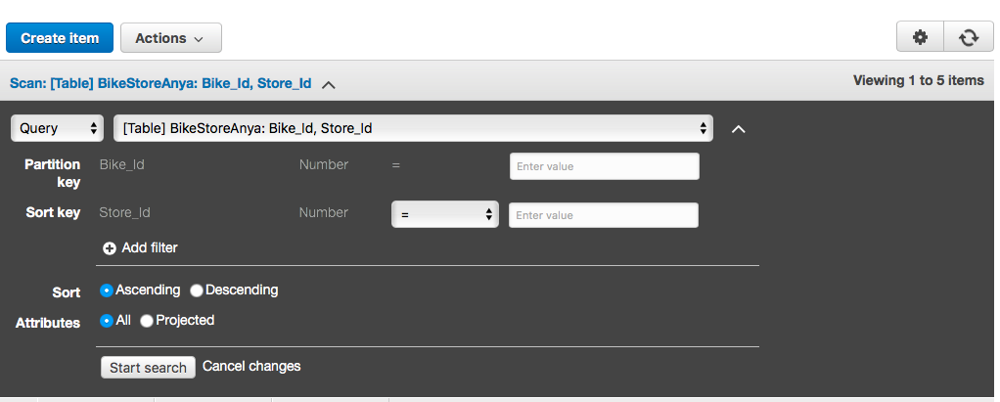 Create item Actions
Scan: [Table] BikeStoreAnya: Bike_Id, Store_Id Viewing 1 to 5 items
Query [Table] BikeStoreAnya: Bike_Id, Store_Id
Partition key Bike_Id Number = Enter value
Sort key Store_Id Number = Enter value
Add filter
Sort Ascending Descending
Attributes All Projected
Start search Cancel changes